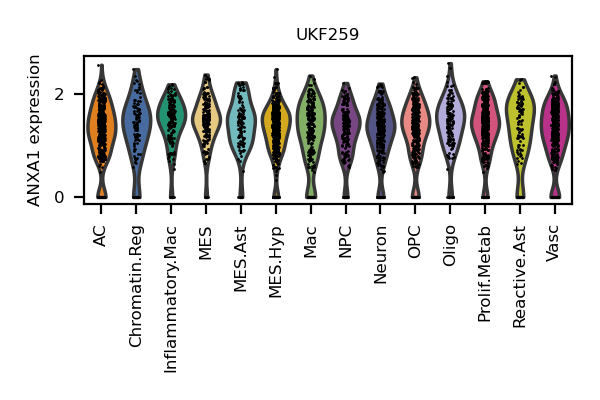 UKF259
ANXA1 expression
2
0
AC
Chromatin.Reg
Inflammatory.Mac
MES
MES.Ast
MES.Hyp
Mac
NPC
Neuron
OPC
Oligo
Prolif.Metab
Reactive.Ast
Vasc